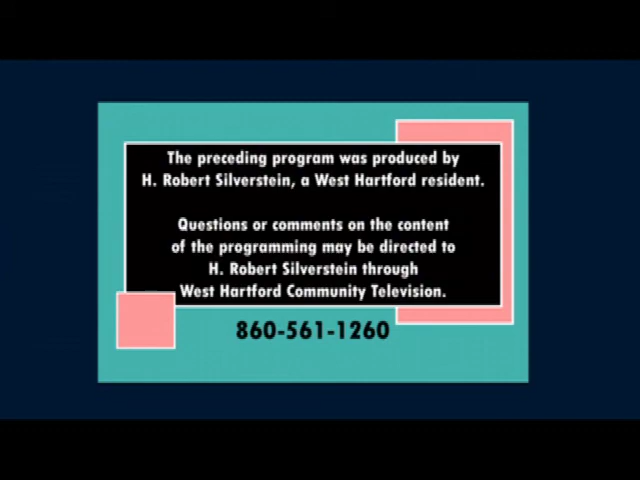 The preceding program was produced by
H. Robert Silverstein, a West Hartford resident.
Questions or comments on the content
of the programming may be directed to
H. Robert Silverstein through
West Hartford Community Television.
860-561-1260